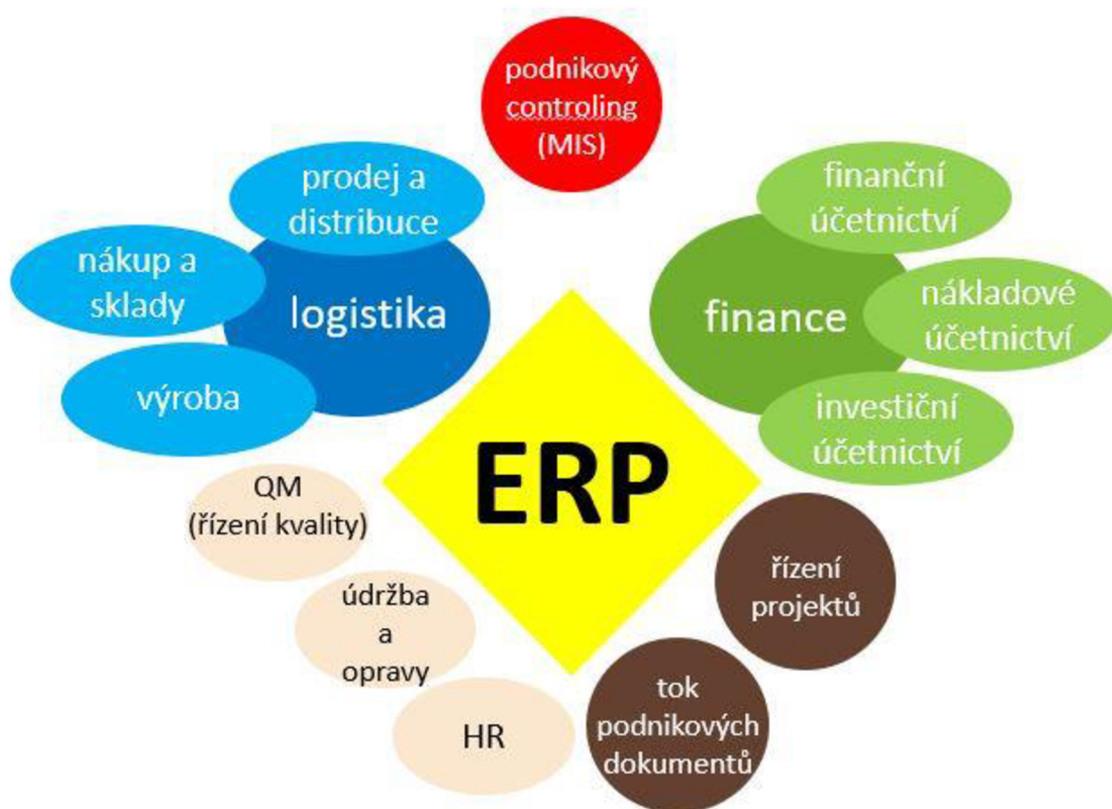 podnikový
controling
(MIS)
prodej a
distribuce
nákup a
sklady
logistika
výroba
finanční
účetnictví
finance
nákladové
účetnictví
investiční
účetnictví
ERP
QM
(řízení kvality)
údržba
a
opravy
HR
řízení
projektů
tok
podnikových
dokumentů